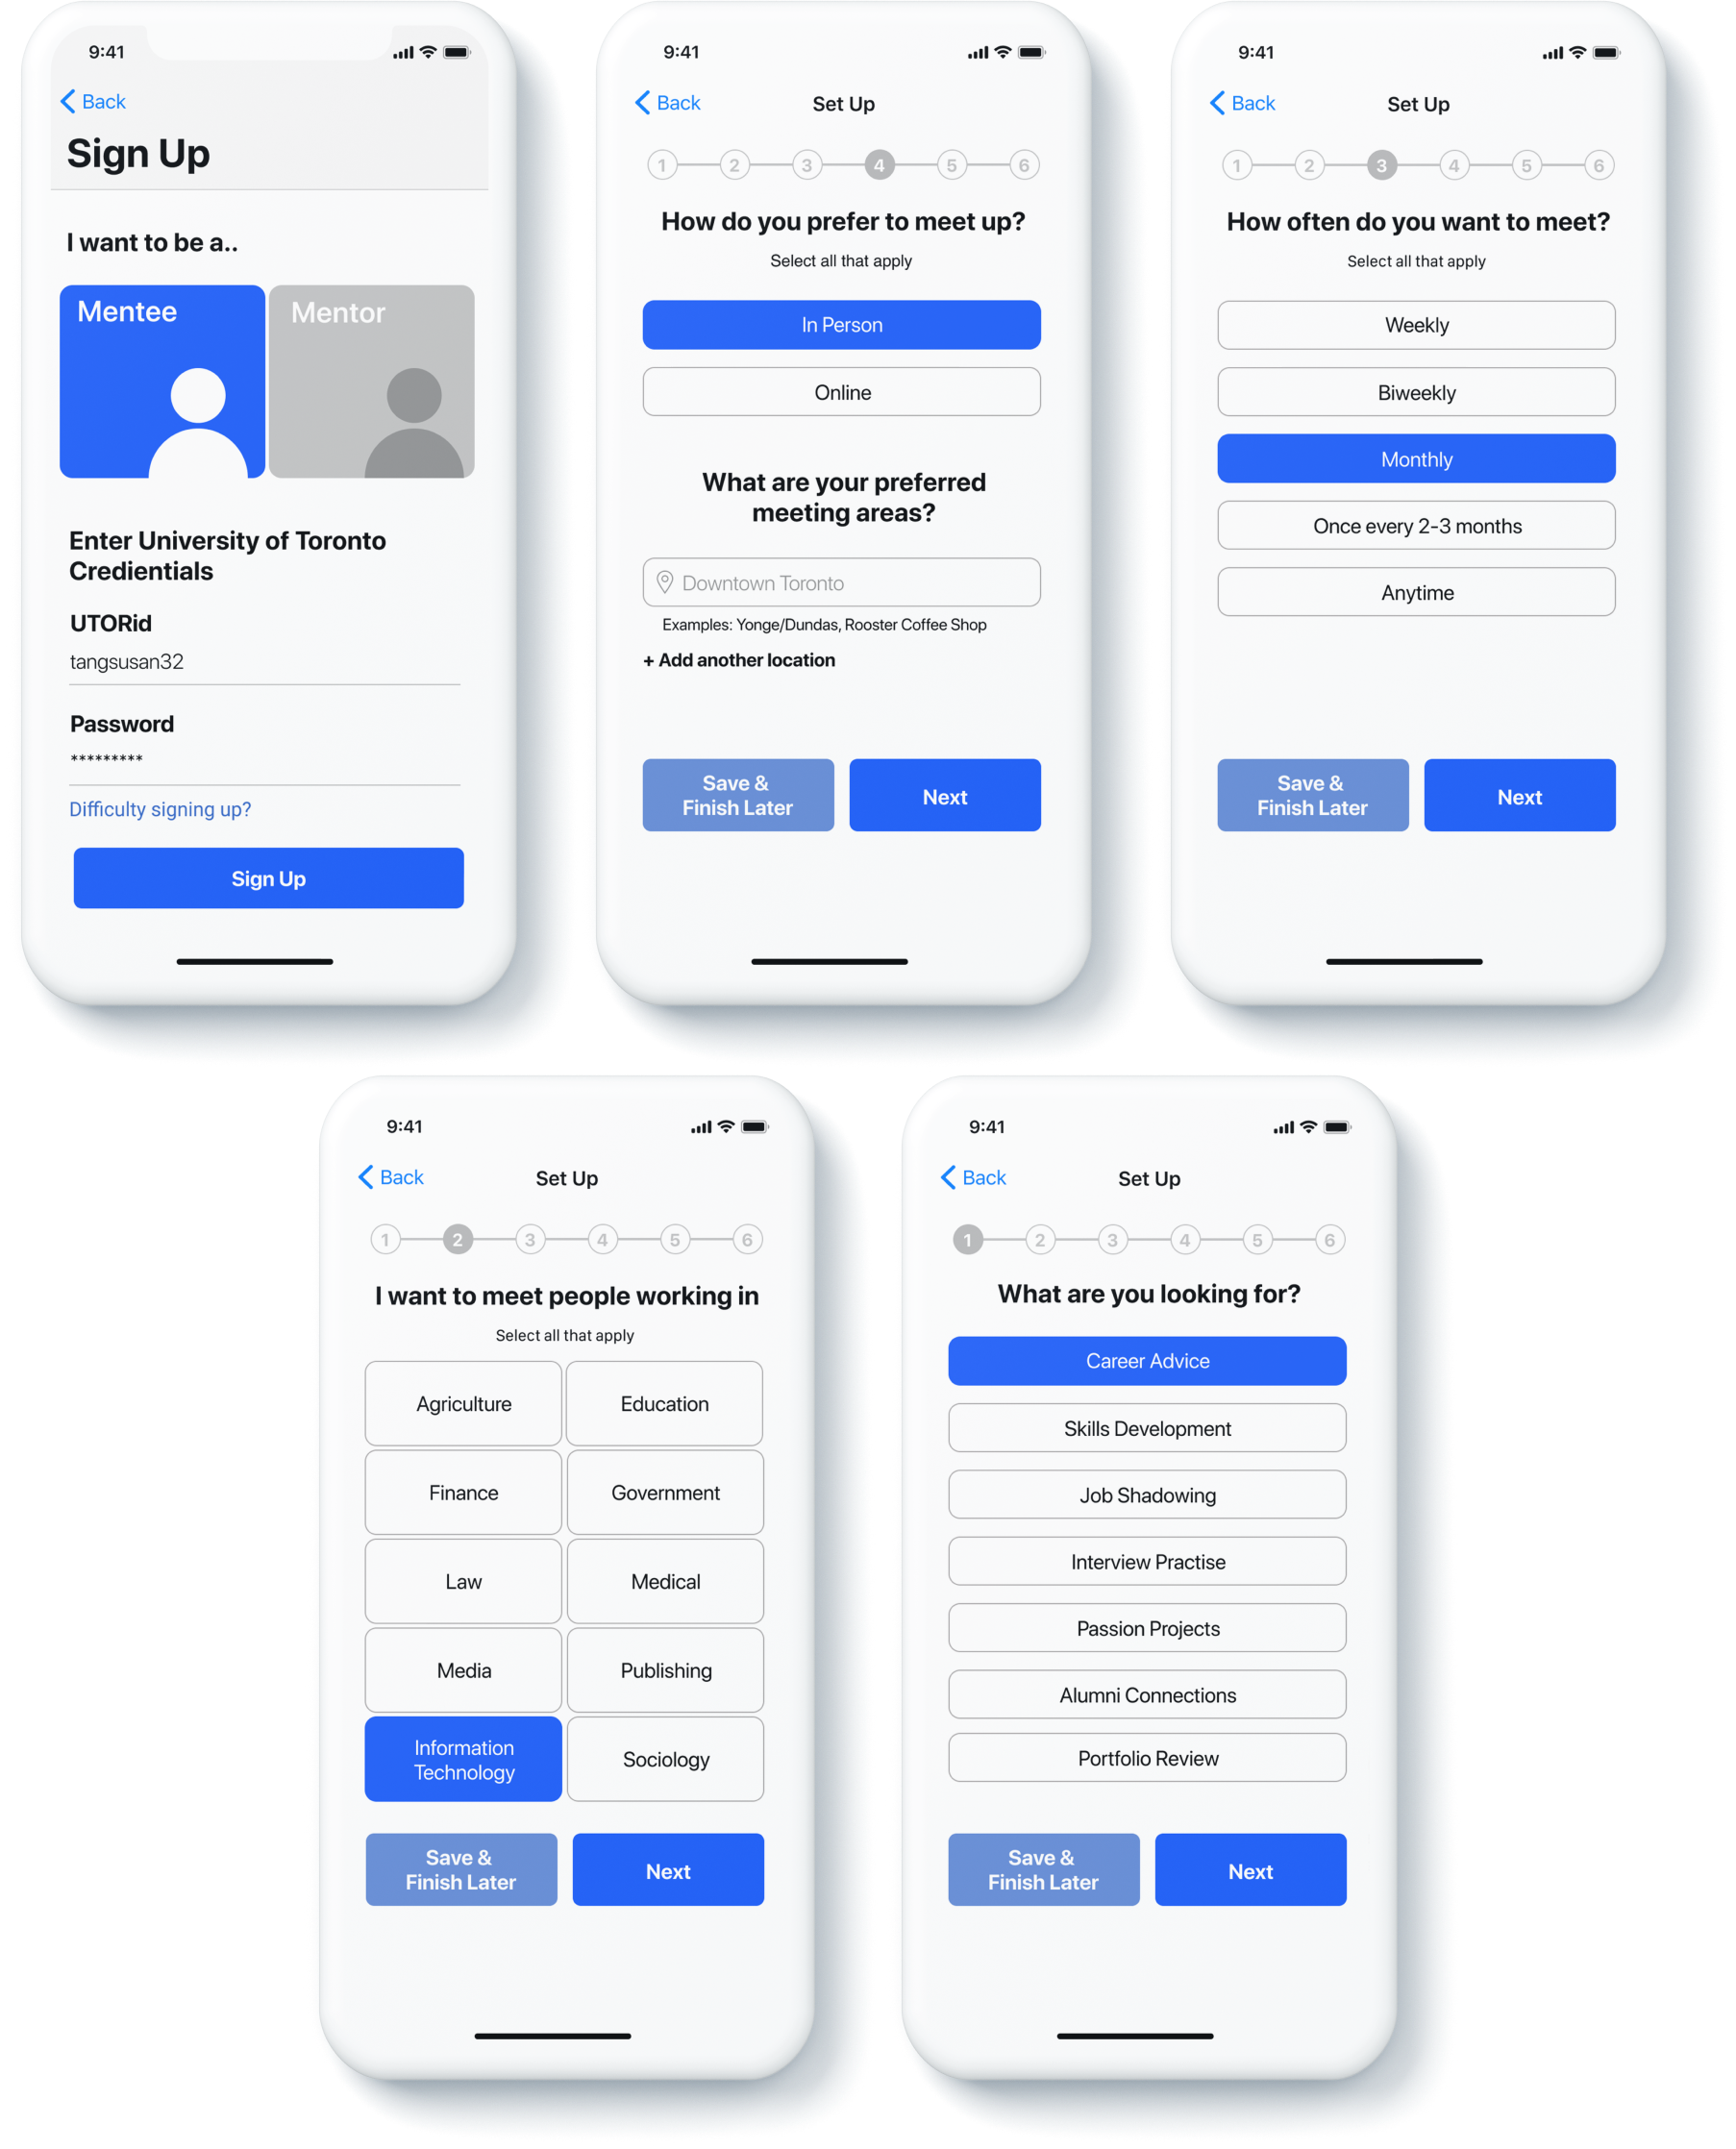 9:41
Back
Sign Up
I want to be a..
Mentee
Mentor
Enter University of Toronto
Credientials
UTORid
tangsusan32
Password
*********
Difficulty signing up?
Sign Up
9:41
Back
Set Up
1 2 3 4 5 6
How do you prefer to meet up?
Select all that apply
In Person
Online
What are your preferred
meeting areas?
Downtown Toronto
Examples: Yonge/Dundas, Rooster Coffee Shop
+ Add another location
Save &
Finish Later
Next
9:41
Back
Set Up
1 2 3 4 5 6
How often do you want to meet?
Select all that apply
Weekly
Biweekly
Monthly
Once every 2-3 months
Anytime
Save &
Finish Later
Next
9:41
Back
Set Up
1 2 3 4 5 6
I want to meet people working in
Select all that apply
Agriculture
Education
Finance
Government
Law
Medical
Media
Publishing
Information
Technology
Sociology
Save &
Finish Later
Next
9:41
Back
Set Up
1 2 3 4 5 6
What are you looking for?
Career Advice
Skills Development
Job Shadowing
Interview Practise
Passion Projects
Alumni Connections
Portfolio Review
Save &
Finish Later
Next